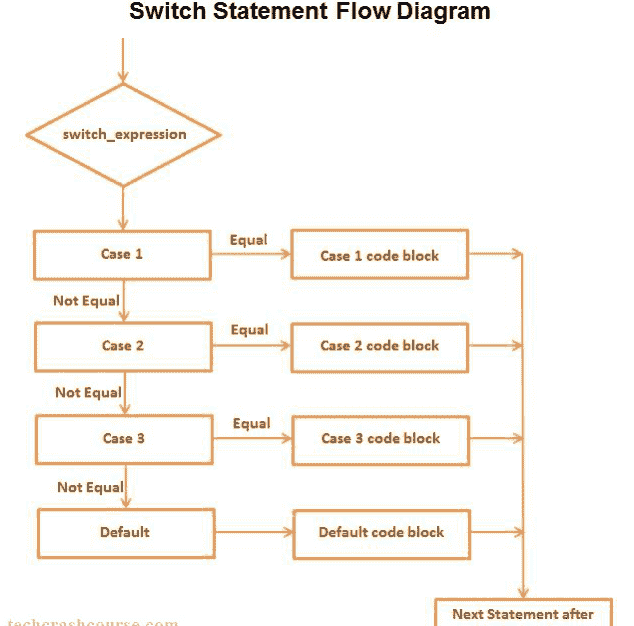 Switch Statement Flow Diagram
switch_expression
Case 1
Equal
Case 1 code block
Not Equal
Case 2
Equal
Case 2 code block
Not Equal
Case 3
Equal
Case 3 code block
Not Equal
Default
Default code block
Next Statement after
techcrashcourse.com